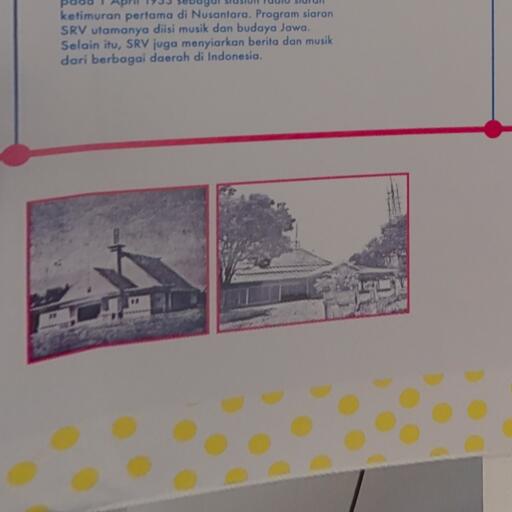 pada 1 April 1933 sebagai stasiun radio siaran
ketimuran pertama di Nusantara. Program siaran
SRV utamanya diisi musik dan budaya Jawa.
Selain itu, SRV juga menyiarkan berita dan musik
dari berbagai daerah di Indonesia.